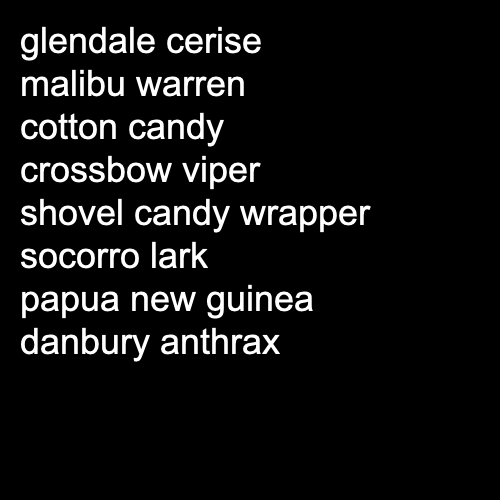 glendale cerise
malibu warren
cotton candy
crossbow viper
shovel candy wrapper
socorro lark
papua new guinea
danbury anthrax